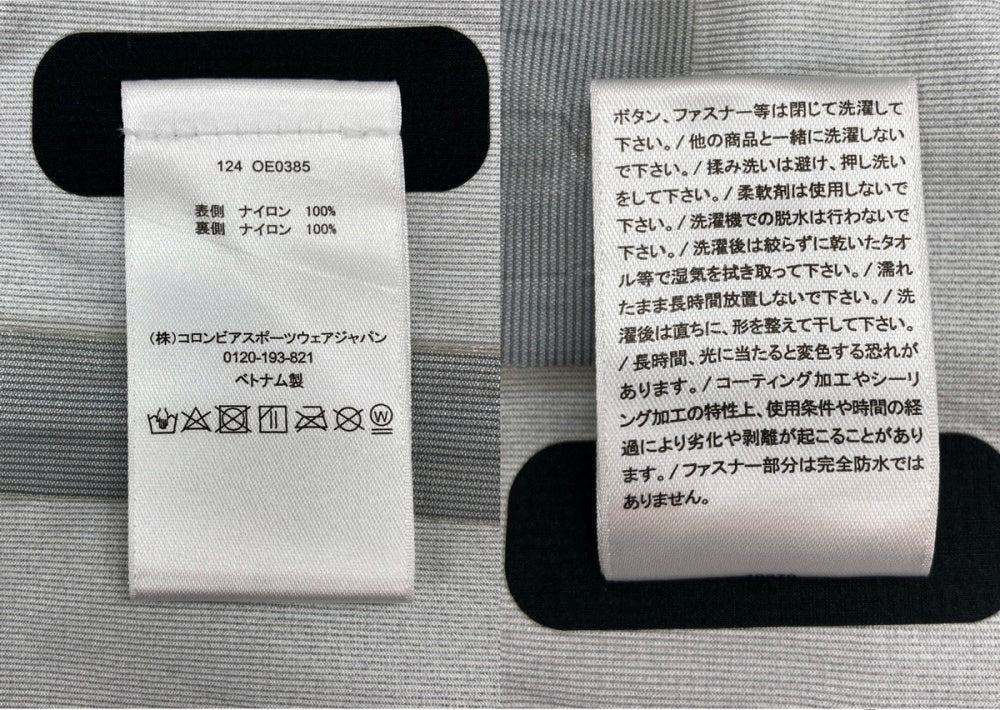 124 OE0385
表側 ナイロン 100%
裏側 ナイロン 100%
(株)コロンビアスポーツウェアジャパン
0120-193-821
ベトナム製
W
ボタン、ファスナー等は閉じて洗濯して
下さい。/他の商品と一緒に洗濯しない
で下さい。/揉み洗いは避け、押し洗い
をして下さい。/柔軟剤は使用しないで
下さい。/洗濯機での脱水は行わないで
下さい。/洗濯後は絞らずに乾いたタオ
ル等で湿気を拭き取って下さい。/濡れ
たまま長時間放置しないで下さい。/洗
濯後は直ちに、形を整えて干して下さい。
/長時間、光に当たると変色する恐れが
あります。/コーティング加工やシーリ
ング加工の特性上、使用条件や時間の経
過により劣化や剥離が起こることがあり
ます。/ファスナー部分は完全防水では
ありません。